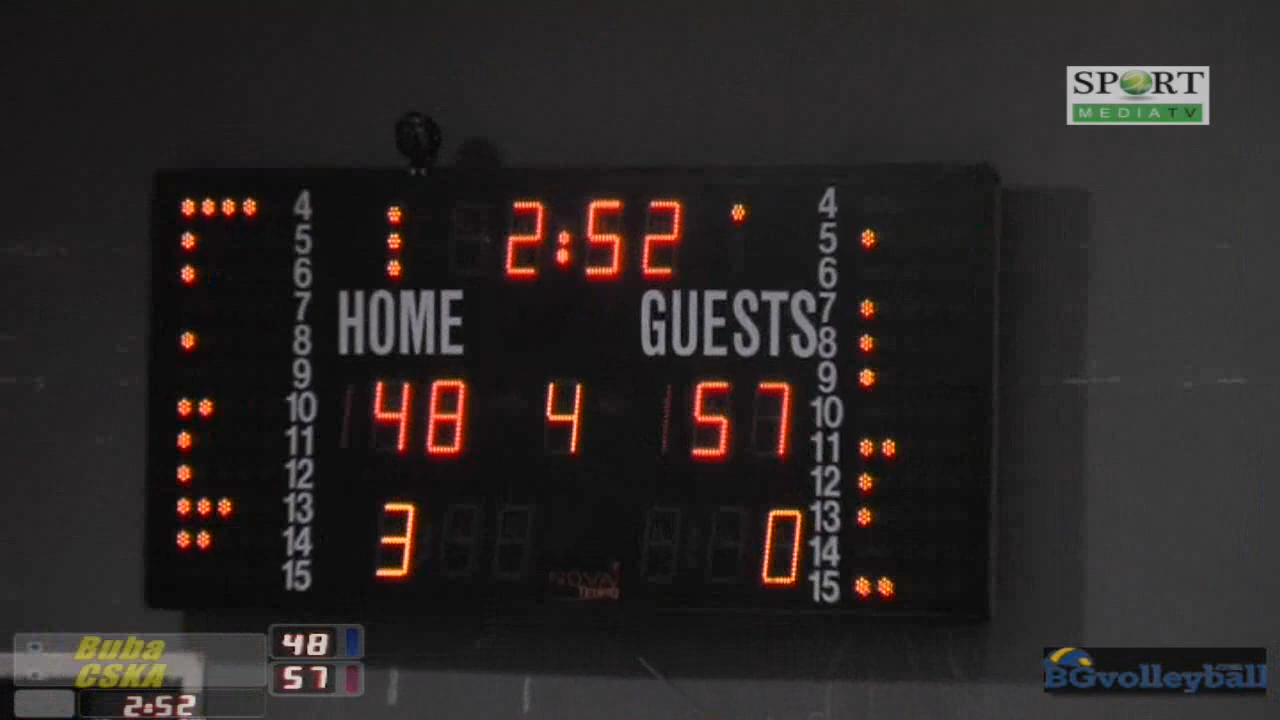 SPORT
MEDIATV
4 2:52 4
5 5
6 6
HOME GUESTS
7 7
8 8
9 9
48 4 57
10 10
11 11
12 12
3 0
13 13
14 14
15 15
NOVA
TEMPO
Buba 48
CSKA 57
2:52
BGvolleyball